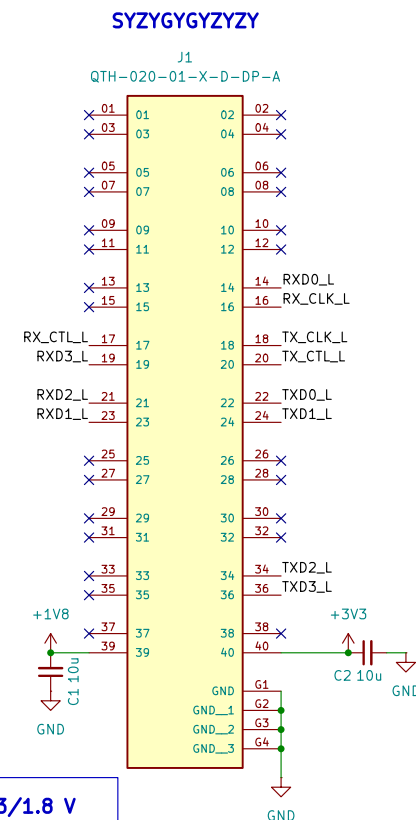 SYZYGYGYZYZY
J1
QTH-020-01-X-D-DP-A
01 01 02 02
03 03 04 04
05 05 06 06
07 07 08 08
09 09 10 10
11 11 12 12
13 13 14 14 RXD0_L
15 15 16 16 RX_CLK_L
RX_CTL_L 17 17 18 18 TX_CLK_L
RXD3_L 19 19 20 20 TX_CTL_L
RXD2_L 21 21 22 22 TXD0_L
RXD1_L 23 23 24 24 TXD1_L
25 25 26 26
27 27 28 28
29 29 30 30
31 31 32 32
33 33 34 34 TXD2_L
35 35 36 36 TXD3_L
+1V8 +3V3
37 37 38 38
39 39 40 40
C1 10u
C2 10u
GND
GND
GND G1
GND__1 G2
GND__2 G3
GND__3 G4
GND
3/1.8 V